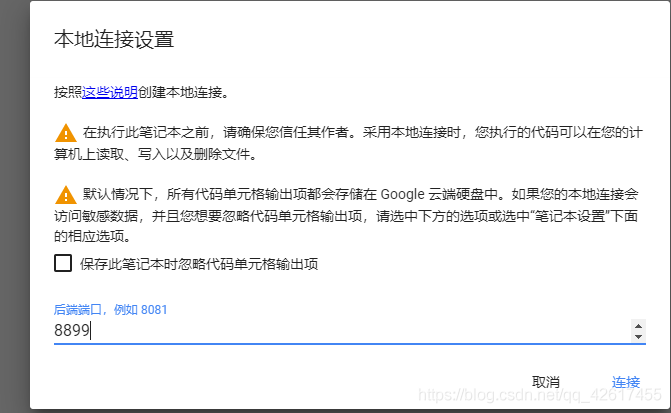 本地连接设置
按照这些说明创建本地连接。
在执行此笔记本之前，请确保您信任其作者。采用本地连接时，您执行的代码可以在您的计
算机上读取、写入以及删除文件。
默认情况下，所有代码单元格输出项都会存储在 Google 云端硬盘中。如果您的本地连接会
访问敏感数据，并且您想要忽略代码单元格输出项，请选中下方的选项或选中“笔记本设置”下面
的相应选项。
保存此笔记本时忽略代码单元格输出项
后端端口，例如 8081
8899
取消 连接
https://blog.csdn.net/qq_42617455